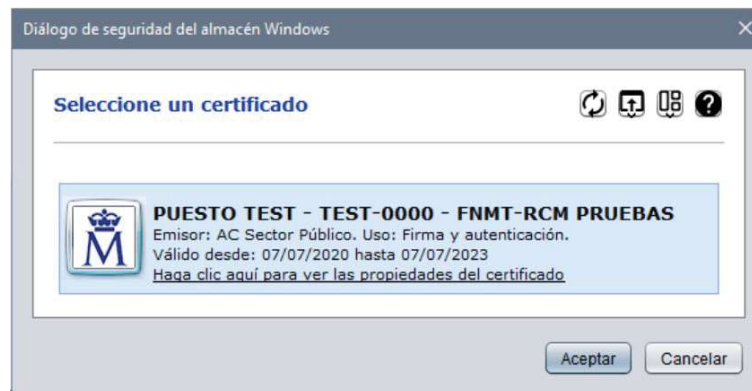 Diálogo de seguridad del almacén Windows
Seleccione un certificado
PUESTO TEST - TEST-0000 - FNMT-RCM PRUEBAS
Emisor: AC Sector Público. Uso: Firma y autenticación.
Válido desde: 07/07/2020 hasta 07/07/2023
Haga clic aquí para ver las propiedades del certificado
M
Aceptar
Cancelar